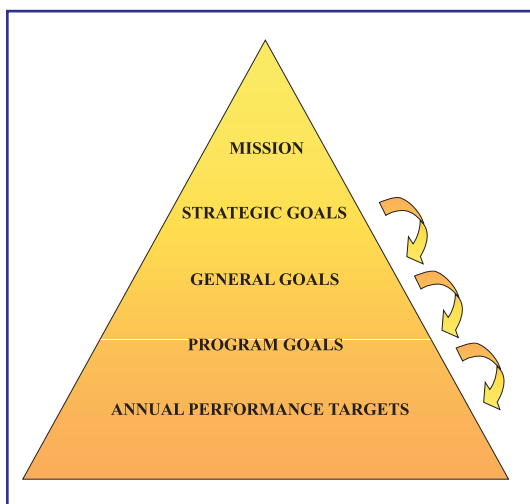 MISSION
STRATEGIC GOALS
GENERAL GOALS
PROGRAM GOALS
ANNUAL PERFORMANCE TARGETS